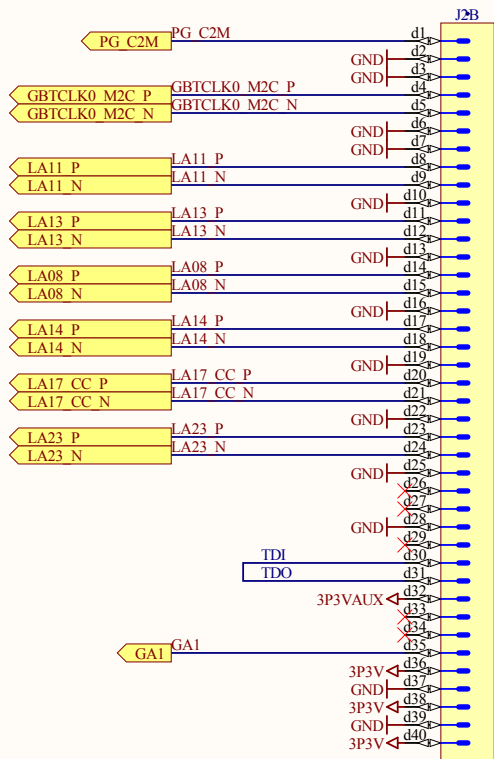 J2B
PG_C2M PG_C2M d1
d2
GND d3
GBTCLK0_M2C_P GBTCLK0_M2C_P d4
GBTCLK0_M2C_N GBTCLK0_M2C_N d5
GND d6
GND d7
LA11_P LA11_P d8
LA11_N LA11_N d9
GND d10
LA13_P LA13_P d11
LA13_N LA13_N d12
GND d13
LA08_P LA08_P d14
LA08_N LA08_N d15
GND d16
LA14_P LA14_P d17
LA14_N LA14_N d18
GND d19
LA17_CC_P LA17_CC_P d20
LA17_CC_N LA17_CC_N d21
GND d22
LA23_P LA23_P d23
LA23_N LA23_N d24
GND d25
d26
d27
GND d28
d29
TDI d30
TDO d31
3P3VAUX d32
d33
d34
GA1 GA1 d35
3P3V d36
GND d37
3P3V d38
GND d39
3P3V d40